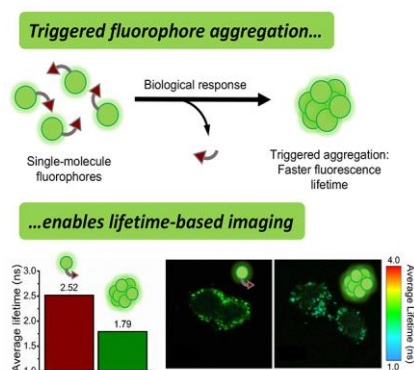 Triggered fluorophore aggregation…
Biological response
Single-molecule
fluorophores
Triggered aggregation:
Faster fluorescence
lifetime
…enables lifetime-based imaging
Average lifetime (ns)
3.0
2.5
2.0
1.5
1.0
2.52
1.79
4.0
1.0
Average Lifetime (ns)